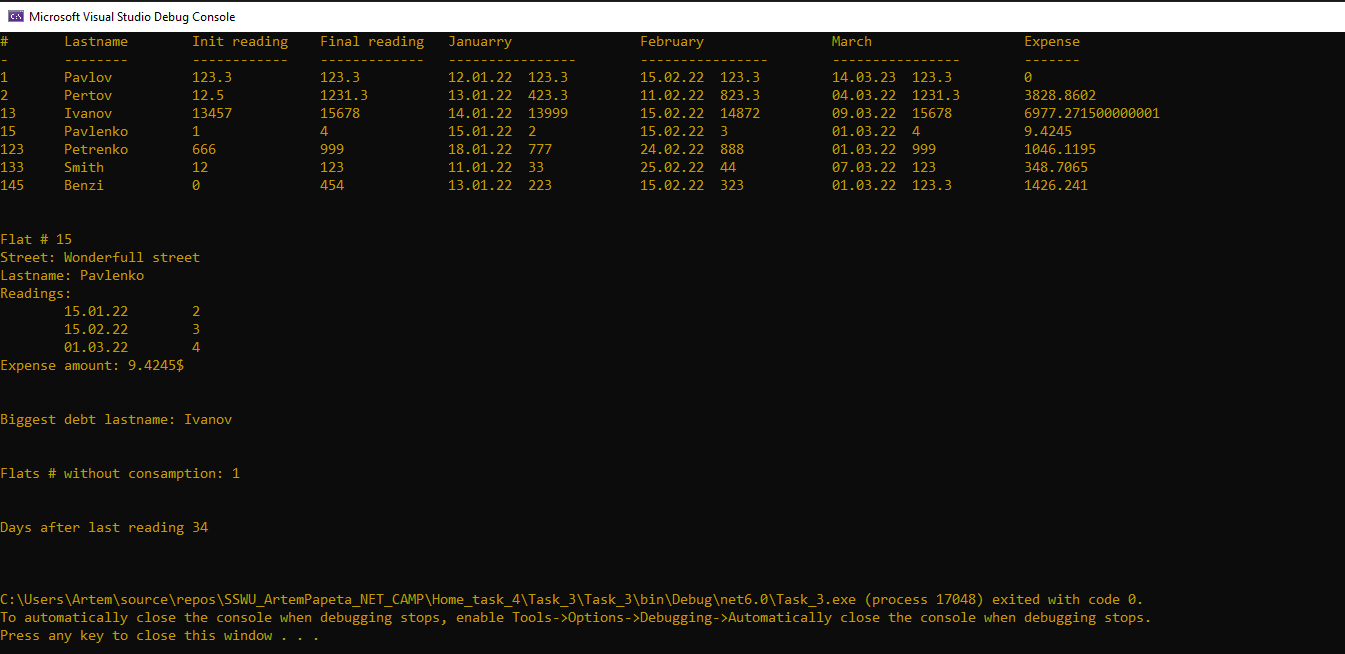 Microsoft Visual Studio Debug Console
# Lastname Init reading Final reading Januarry February March Expense
- -------- ------------ ------------- ---------------- ---------------- ---------------- -------
1 Pavlov 123.3 123.3 12.01.22 123.3 15.02.22 123.3 14.03.23 123.3 0
2 Pertov 12.5 1231.3 13.01.22 423.3 11.02.22 823.3 04.03.22 1231.3 3828.8602
13 Ivanov 13457 15678 14.01.22 13999 15.02.22 14872 09.03.22 15678 6977.271500000001
15 Pavlenko 1 4 15.01.22 2 15.02.22 3 01.03.22 4 9.4245
123 Petrenko 666 999 18.01.22 777 24.02.22 888 01.03.22 999 1046.1195
133 Smith 12 123 11.01.22 33 25.02.22 44 07.03.22 123 348.7065
145 Benzi 0 454 13.01.22 223 15.02.22 323 01.03.22 123.3 1426.241
Flat # 15
Street: Wonderfull street
Lastname: Pavlenko
Readings:
15.01.22 2
15.02.22 3
01.03.22 4
Expense amount: 9.4245$
Biggest debt lastname: Ivanov
Flats # without consamption: 1
Days after last reading 34
C:\Users\Artem\source\repos\SSWU_ArtemPapeta_NET_CAMP\Home_task_4\Task_3\Task_3\bin\Debug\net6.0\Task_3.exe (process 17048) exited with code 0.
To automatically close the console when debugging stops, enable Tools->Options->Debugging->Automatically close the console when debugging stops.
Press any key to close this window . . .